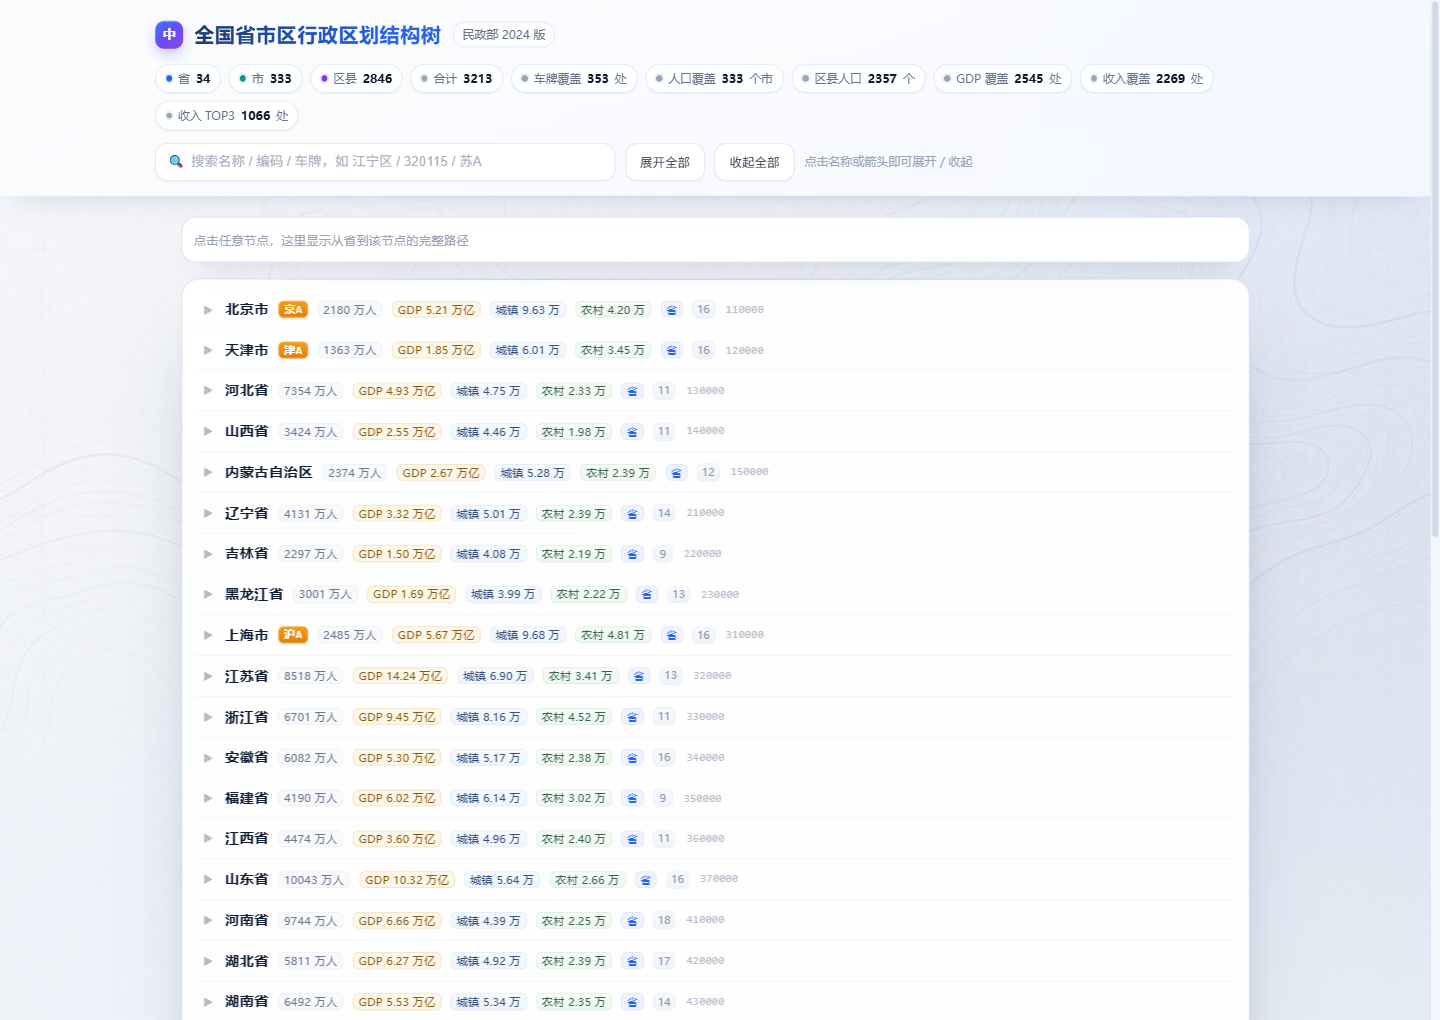 中 全国省市区行政区划结构树 民政部 2024 版
省 34 市 333 区县 2846 合计 3213 车牌覆盖 353 处 人口覆盖 333 个市 区县人口 2357 个 GDP 覆盖 2545 处 收入覆盖 2269 处
收入 TOP3 1066 处
搜索名称 / 编码 / 车牌，如 江宁区 / 320115 / 苏A 展开全部 收起全部 点击名称或箭头即可展开 / 收起
点击任意节点，这里显示从省到该节点的完整路径
北京市 京A 2180 万人 GDP 5.21 万亿 城镇 9.63 万 农村 4.20 万 省 16 110000
天津市 津A 1363 万人 GDP 1.85 万亿 城镇 6.01 万 农村 3.45 万 省 16 120000
河北省 7354 万人 GDP 4.93 万亿 城镇 4.75 万 农村 2.33 万 省 11 130000
山西省 3424 万人 GDP 2.55 万亿 城镇 4.46 万 农村 1.98 万 省 11 140000
内蒙古自治区 2374 万人 GDP 2.67 万亿 城镇 5.28 万 农村 2.39 万 省 12 150000
辽宁省 4131 万人 GDP 3.32 万亿 城镇 5.01 万 农村 2.39 万 省 14 210000
吉林省 2297 万人 GDP 1.50 万亿 城镇 4.08 万 农村 2.19 万 省 9 220000
黑龙江省 3001 万人 GDP 1.69 万亿 城镇 3.99 万 农村 2.22 万 省 13 230000
上海市 沪A 2485 万人 GDP 5.67 万亿 城镇 9.68 万 农村 4.81 万 省 16 310000
江苏省 8518 万人 GDP 14.24 万亿 城镇 6.90 万 农村 3.41 万 省 13 320000
浙江省 6701 万人 GDP 9.45 万亿 城镇 8.16 万 农村 4.52 万 省 11 330000
安徽省 6082 万人 GDP 5.30 万亿 城镇 5.17 万 农村 2.38 万 省 16 340000
福建省 4190 万人 GDP 6.02 万亿 城镇 6.14 万 农村 3.02 万 省 9 350000
江西省 4474 万人 GDP 3.60 万亿 城镇 4.96 万 农村 2.40 万 省 11 360000
山东省 10043 万人 GDP 10.32 万亿 城镇 5.64 万 农村 2.66 万 省 16 370000
河南省 9744 万人 GDP 6.66 万亿 城镇 4.39 万 农村 2.25 万 省 18 410000
湖北省 5811 万人 GDP 6.27 万亿 城镇 4.92 万 农村 2.39 万 省 17 420000
湖南省 6492 万人 GDP 5.53 万亿 城镇 5.34 万 农村 2.35 万 省 14 430000